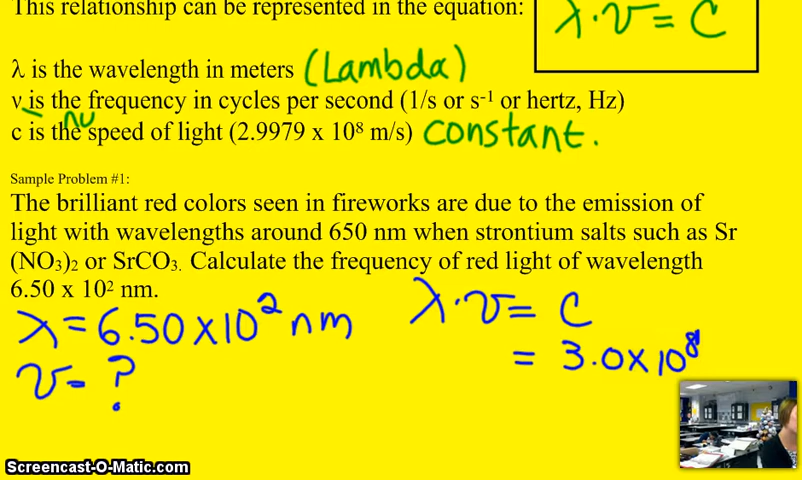 This relationship can be represented in the equation:
λ·ν = C
λ is the wavelength in meters (Lambda)
ν is the frequency in cycles per second (1/s or s⁻¹ or hertz, Hz)
nu
c is the speed of light (2.9979 x 10⁸ m/s) constant.
Sample Problem #1:
The brilliant red colors seen in fireworks are due to the emission of
light with wavelengths around 650 nm when strontium salts such as Sr
(NO₃)₂ or SrCO₃. Calculate the frequency of red light of wavelength
6.50 x 10² nm.
λ = 6.50 x 10² nm
ν = ?
λ·ν = C
= 3.0 x 10⁸
Screencast-O-Matic.com